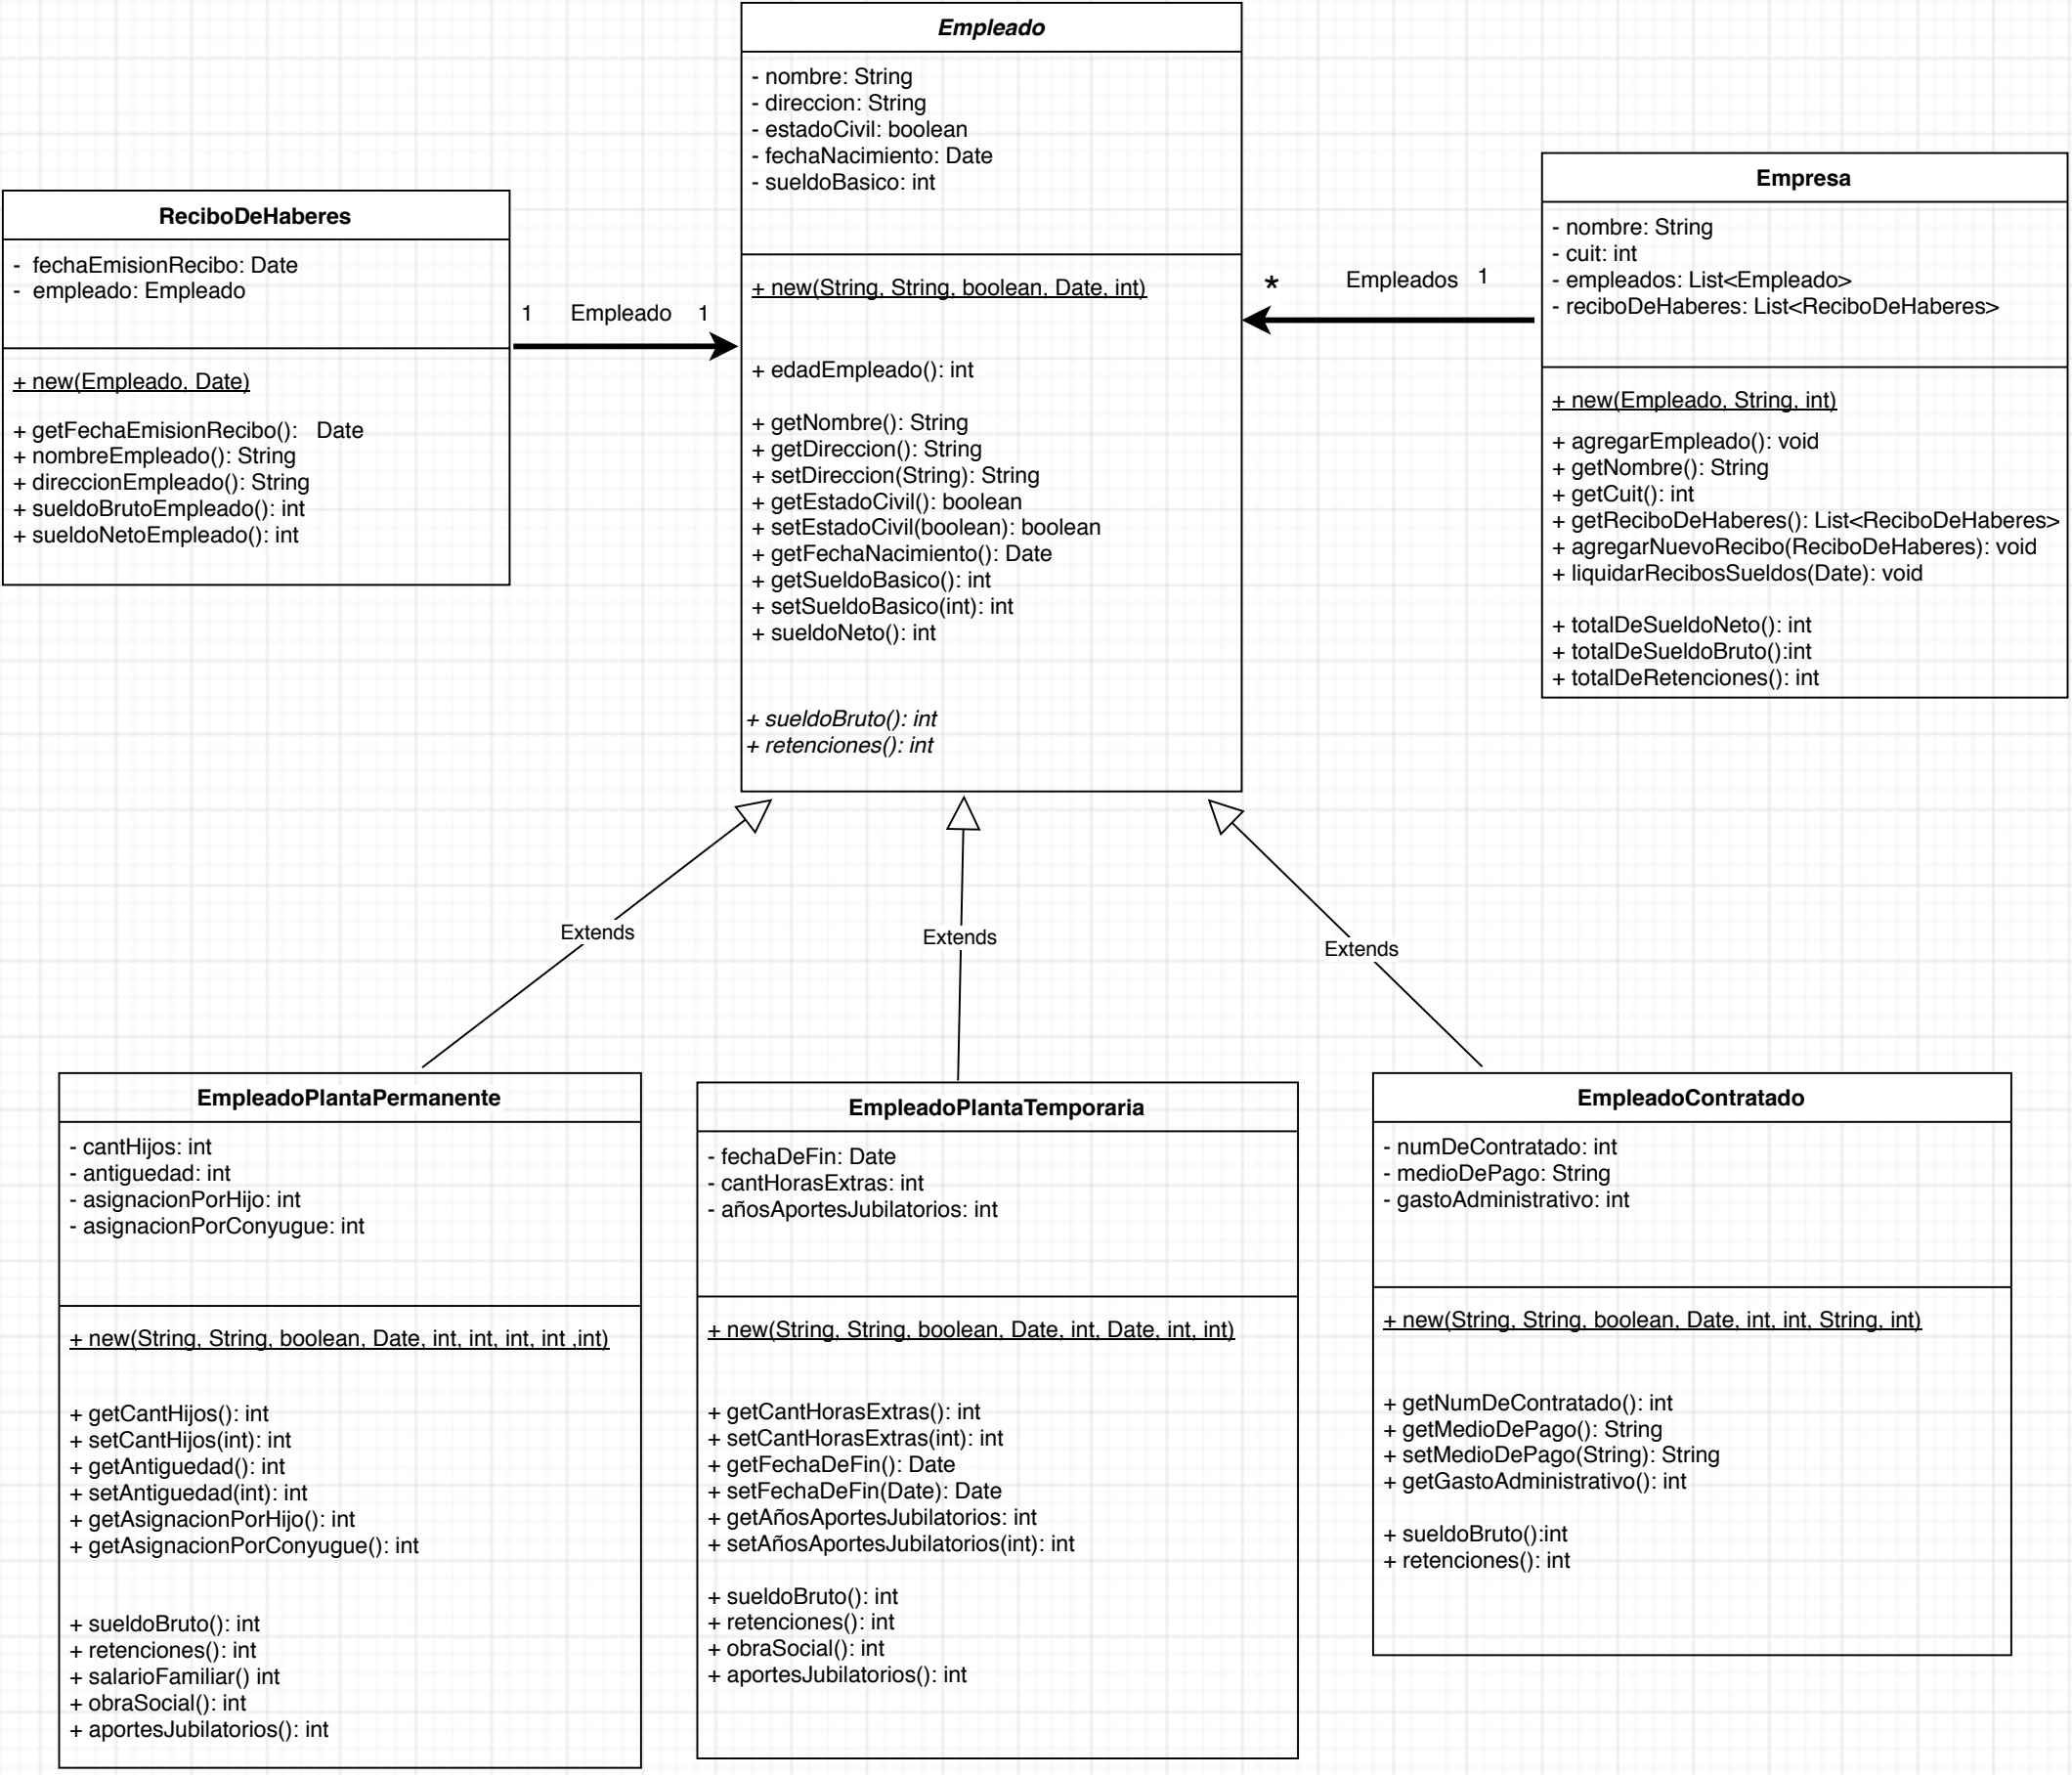 Empleado
- nombre: String
- direccion: String
- estadoCivil: boolean
- fechaNacimiento: Date
- sueldoBasico: int
+ new(String, String, boolean, Date, int)
+ edadEmpleado(): int
+ getNombre(): String
+ getDireccion(): String
+ setDireccion(String): String
+ getEstadoCivil(): boolean
+ setEstadoCivil(boolean): boolean
+ getFechaNacimiento(): Date
+ getSueldoBasico(): int
+ setSueldoBasico(int): int
+ sueldoNeto(): int
+ sueldoBruto(): int
+ retenciones(): int
ReciboDeHaberes
- fechaEmisionRecibo: Date
- empleado: Empleado
+ new(Empleado, Date)
+ getFechaEmisionRecibo(): Date
+ nombreEmpleado(): String
+ direccionEmpleado(): String
+ sueldoBrutoEmpleado(): int
+ sueldoNetoEmpleado(): int
1 Empleado 1
* Empleados 1
Empresa
- nombre: String
- cuit: int
- empleados: List<Empleado>
- reciboDeHaberes: List<ReciboDeHaberes>
+ new(Empleado, String, int)
+ agregarEmpleado(): void
+ getNombre(): String
+ getCuit(): int
+ getReciboDeHaberes(): List<ReciboDeHaberes>
+ agregarNuevoRecibo(ReciboDeHaberes): void
+ liquidarRecibosSueldos(Date): void
+ totalDeSueldoNeto(): int
+ totalDeSueldoBruto():int
+ totalDeRetenciones(): int
Extends
Extends
Extends
EmpleadoPlantaPermanente
- cantHijos: int
- antiguedad: int
- asignacionPorHijo: int
- asignacionPorConyugue: int
+ new(String, String, boolean, Date, int, int, int, int ,int)
+ getCantHijos(): int
+ setCantHijos(int): int
+ getAntiguedad(): int
+ setAntiguedad(int): int
+ getAsignacionPorHijo(): int
+ getAsignacionPorConyugue(): int
+ sueldoBruto(): int
+ retenciones(): int
+ salarioFamiliar() int
+ obraSocial(): int
+ aportesJubilatorios(): int
EmpleadoPlantaTemporaria
- fechaDeFin: Date
- cantHorasExtras: int
- añosAportesJubilatorios: int
+ new(String, String, boolean, Date, int, Date, int, int)
+ getCantHorasExtras(): int
+ setCantHorasExtras(int): int
+ getFechaDeFin(): Date
+ setFechaDeFin(Date): Date
+ getAñosAportesJubilatorios: int
+ setAñosAportesJubilatorios(int): int
+ sueldoBruto(): int
+ retenciones(): int
+ obraSocial(): int
+ aportesJubilatorios(): int
EmpleadoContratado
- numDeContratado: int
- medioDePago: String
- gastoAdministrativo: int
+ new(String, String, boolean, Date, int, int, String, int)
+ getNumDeContratado(): int
+ getMedioDePago(): String
+ setMedioDePago(String): String
+ getGastoAdministrativo(): int
+ sueldoBruto():int
+ retenciones(): int